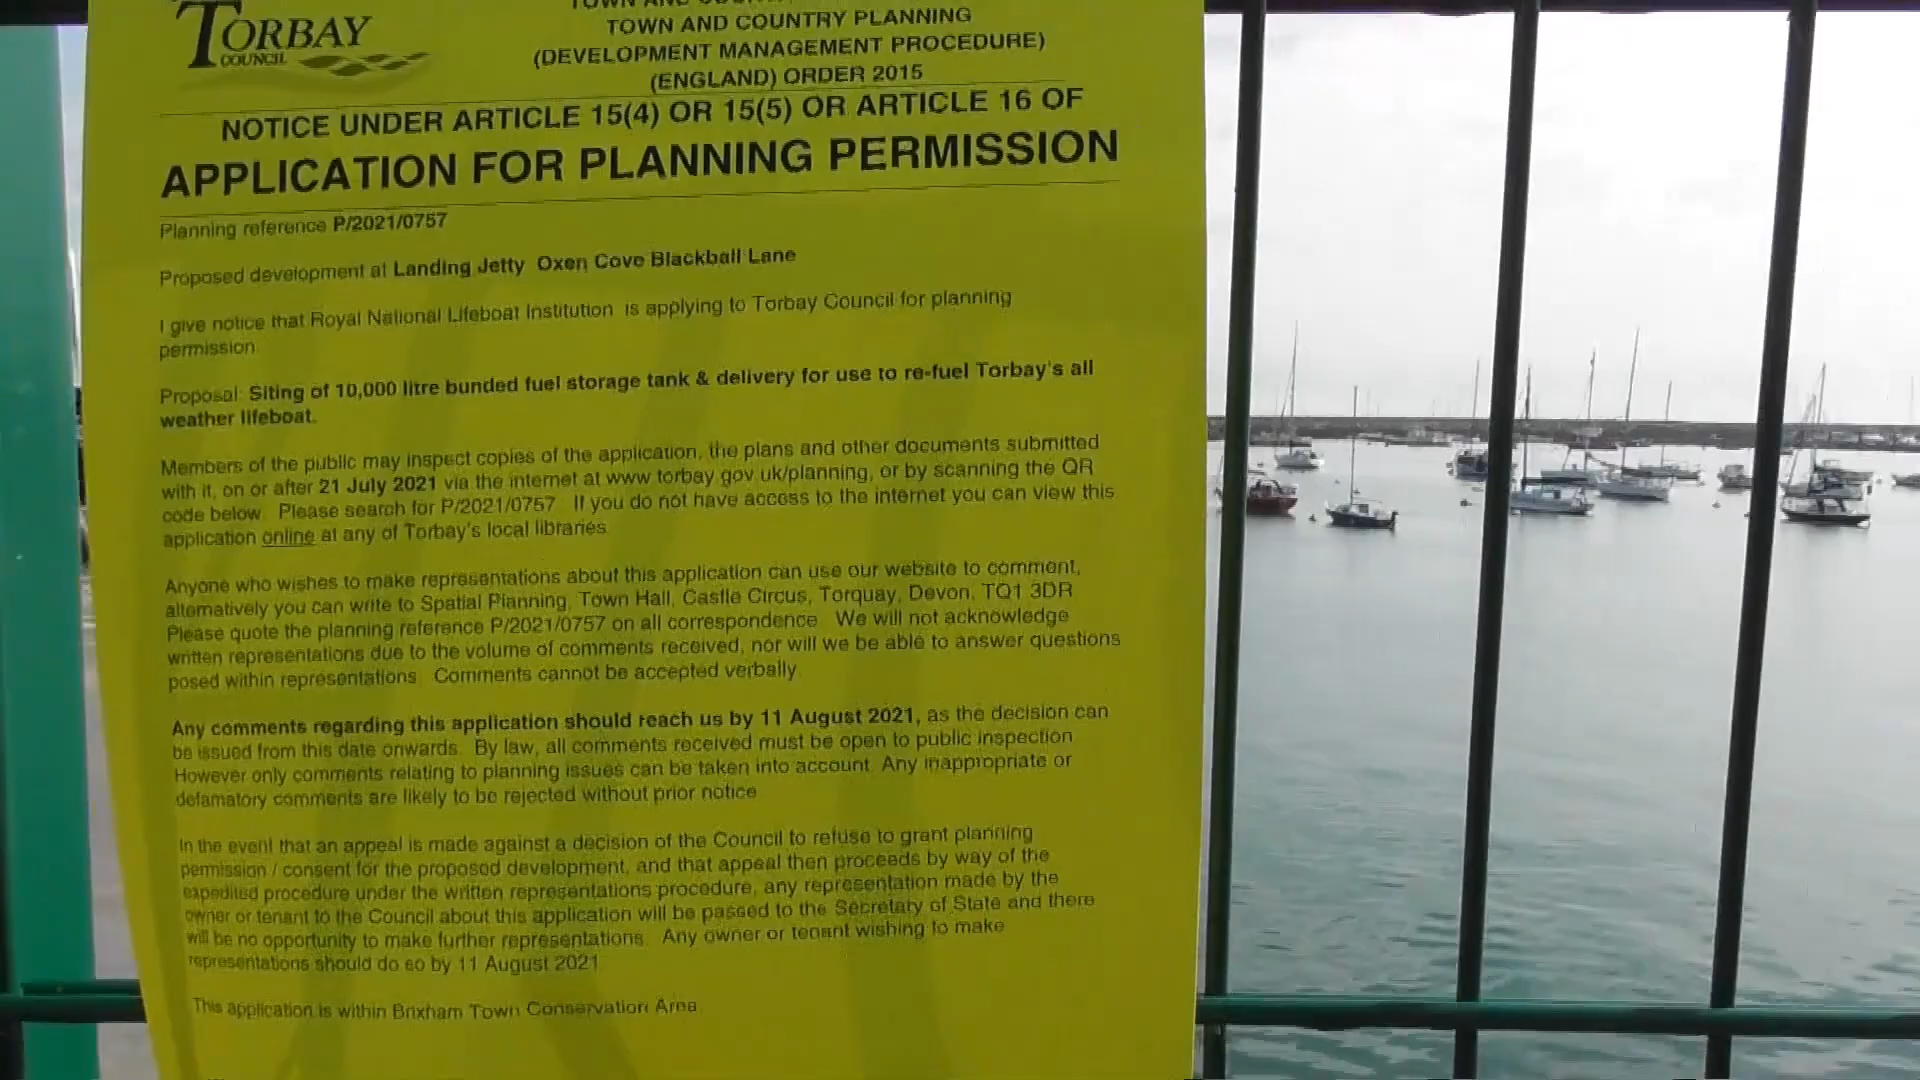 TORBAY
COUNCIL
TOWN AND COUNTRY PLANNING
(DEVELOPMENT MANAGEMENT PROCEDURE)
(ENGLAND) ORDER 2015
NOTICE UNDER ARTICLE 15(4) OR 15(5) OR ARTICLE 16 OF
APPLICATION FOR PLANNING PERMISSION
Planning reference P/2021/0757
Proposed development at Landing Jetty Oxen Cove Blackball Lane
I give notice that Royal National Lifeboat Institution is applying to Torbay Council for planning
permission.
Proposal: Siting of 10,000 litre bunded fuel storage tank & delivery for use to re-fuel Torbay's all
weather lifeboat.
Members of the public may inspect copies of the application, the plans and other documents submitted
with it, on or after 21 July 2021 via the internet at www.torbay.gov.uk/planning, or by scanning the QR
code below. Please search for P/2021/0757. If you do not have access to the internet you can view this
application online at any of Torbay's local libraries.
Anyone who wishes to make representations about this application can use our website to comment,
alternatively you can write to Spatial Planning, Town Hall, Castle Circus, Torquay, Devon, TQ1 3DR.
Please quote the planning reference P/2021/0757 on all correspondence. We will not acknowledge
written representations due to the volume of comments received, nor will we be able to answer questions
posed within representations. Comments cannot be accepted verbally.
Any comments regarding this application should reach us by 11 August 2021, as the decision can
be issued from this date onwards. By law, all comments received must be open to public inspection.
However only comments relating to planning issues can be taken into account. Any inappropriate or
defamatory comments are likely to be rejected without prior notice.
In the event that an appeal is made against a decision of the Council to refuse to grant planning
permission / consent for the proposed development, and that appeal then proceeds by way of the
expedited procedure under the written representations procedure, any representation made by the
owner or tenant to the Council about this application will be passed to the Secretary of State and there
will be no opportunity to make further representations. Any owner or tenant wishing to make
representations should do so by 11 August 2021.
This application is within Brixham Town Conservation Area.